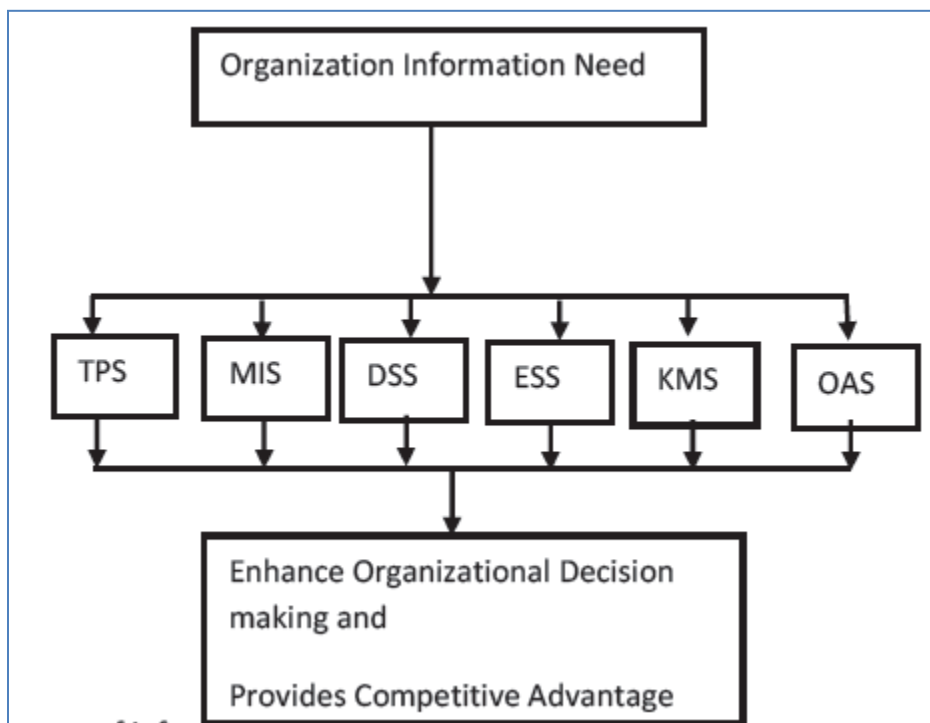 Organization Information Need
TPS
MIS
DSS
ESS
KMS
OAS
Enhance Organizational Decision
making and
Provides Competitive Advantage